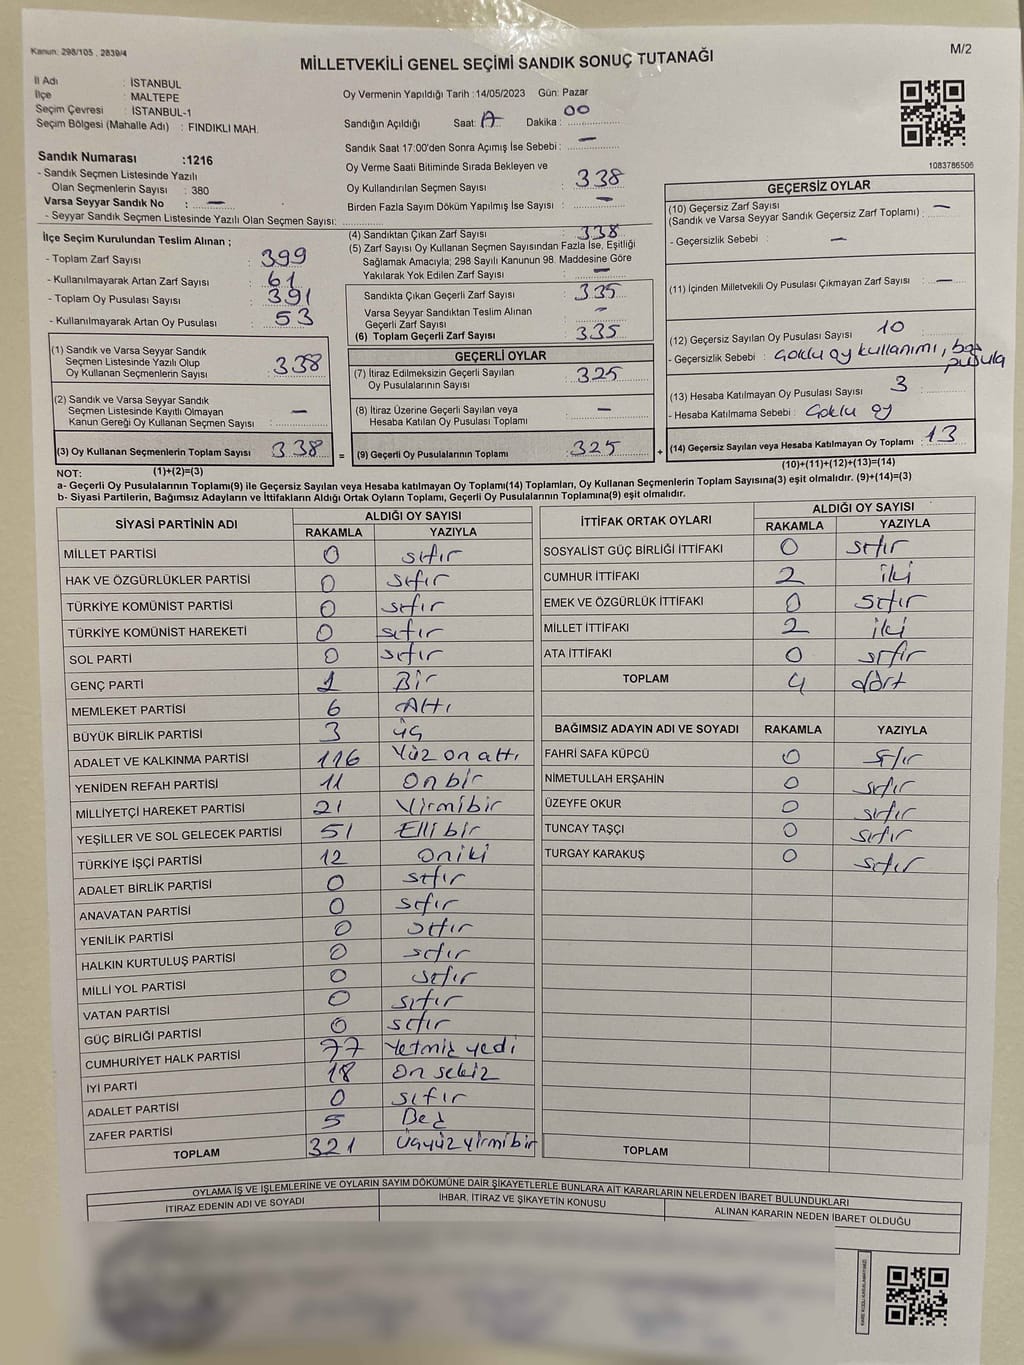 Kanun: 298/105 , 2839/4
M/2
MİLLETVEKİLİ GENEL SEÇİMİ SANDIK SONUÇ TUTANAĞI
İl Adı : İSTANBUL
İlçe : MALTEPE
Seçim Çevresi : İSTANBUL-1
Seçim Bölgesi (Mahalle Adı) : FINDIKLI MAH.
Oy Vermenin Yapıldığı Tarih : 14/05/2023 Gün: Pazar
Sandığın Açıldığı Saat: Dakika : 00
Sandık Saat 17:00'den Sonra Açımış İse Sebebi: —
Sandık Numarası :1216
- Sandık Seçmen Listesinde Yazılı
Olan Seçmenlerin Sayısı : 380
Varsa Seyyar Sandık No : —
- Seyyar Sandık Seçmen Listesinde Yazılı Olan Seçmen Sayısı:
Oy Verme Saati Bitiminde Sırada Bekleyen ve
Oy Kullandırılan Seçmen Sayısı : 338
Birden Fazla Sayım Döküm Yapılmış İse Sayısı : —
1083786506
İlçe Seçim Kurulundan Teslim Alınan ;
- Toplam Zarf Sayısı : 399
- Kullanılmayarak Artan Zarf Sayısı : 61
- Toplam Oy Pusulası Sayısı : 391
- Kullanılmayarak Artan Oy Pusulası : 53
(4) Sandıktan Çıkan Zarf Sayısı : 338
(5) Zarf Sayısı Oy Kullanan Seçmen Sayısından Fazla İse, Eşitliği
Sağlamak Amacıyla; 298 Sayılı Kanunun 98. Maddesine Göre
Yakılarak Yok Edilen Zarf Sayısı : —
Sandıkta Çıkan Geçerli Zarf Sayısı : 335
Varsa Seyyar Sandıktan Teslim Alınan
Geçerli Zarf Sayısı : -
(6) Toplam Geçerli Zarf Sayısı : 335
GEÇERSİZ OYLAR
(10) Geçersiz Zarf Sayısı : —
(Sandık ve Varsa Seyyar Sandık Geçersiz Zarf Toplamı)
- Geçersizlik Sebebi : —
(11) İçinden Milletvekili Oy Pusulası Çıkmayan Zarf Sayısı : —
(12) Geçersiz Sayılan Oy Pusulası Sayısı : 10
- Geçersizlik Sebebi : Çoklu oy kullanımı, boş
pusula
(13) Hesaba Katılmayan Oy Pusulası Sayısı : 3
- Hesaba Katılmama Sebebi : Çoklu oy
(14) Geçersiz Sayılan veya Hesaba Katılmayan Oy Toplamı : 13
(10)+(11)+(12)+(13)=(14)
(1) Sandık ve Varsa Seyyar Sandık
Seçmen Listesinde Yazılı Olup
Oy Kullanan Seçmenlerin Sayısı : 338
(2) Sandık ve Varsa Seyyar Sandık
Seçmen Listesinde Kayıtlı Olmayan
Kanun Gereği Oy Kullanan Seçmen Sayısı : —
(3) Oy Kullanan Seçmenlerin Toplam Sayısı : 338
(1)+(2)=(3)
GEÇERLİ OYLAR
(7) İtiraz Edilmeksizin Geçerli Sayılan
Oy Pusulalarının Sayısı : 325
(8) İtiraz Üzerine Geçerli Sayılan veya
Hesaba Katılan Oy Pusulası Toplamı : —
= (9) Geçerli Oy Pusulalarının Toplamı : 325 +
NOT:
a- Geçerli Oy Pusulalarının Toplamı(9) ile Geçersiz Sayılan veya Hesaba katılmayan Oy Toplamı(14) Toplamları, Oy Kullanan Seçmenlerin Toplam Sayısına(3) eşit olmalıdır. (9)+(14)=(3)
b- Siyasi Partilerin, Bağımsız Adayların ve İttifakların Aldığı Ortak Oyların Toplamı, Geçerli Oy Pusulalarının Toplamına(9) eşit olmalıdır.
SİYASİ PARTİNİN ADI ALDIĞI OY SAYISI
RAKAMLA YAZIYLA
MİLLET PARTİSİ 0 sıfır
HAK VE ÖZGÜRLÜKLER PARTİSİ 0 sıfır
TÜRKİYE KOMÜNİST PARTİSİ 0 sıfır
TÜRKİYE KOMÜNİST HAREKETİ 0 sıfır
SOL PARTİ 0 sıfır
GENÇ PARTİ 1 Bir
MEMLEKET PARTİSİ 6 Altı
BÜYÜK BİRLİK PARTİSİ 3 üç
ADALET VE KALKINMA PARTİSİ 116 Yüz on altı
YENİDEN REFAH PARTİSİ 11 On bir
MİLLİYETÇİ HAREKET PARTİSİ 21 Yirmibir
YEŞİLLER VE SOL GELECEK PARTİSİ 51 Elli bir
TÜRKİYE İŞÇİ PARTİSİ 12 Oniki
ADALET BİRLİK PARTİSİ 0 sıfır
ANAVATAN PARTİSİ 0 sıfır
YENİLİK PARTİSİ 0 sıfır
HALKIN KURTULUŞ PARTİSİ 0 sıfır
MİLLİ YOL PARTİSİ 0 sıfır
VATAN PARTİSİ 0 sıfır
GÜÇ BİRLİĞİ PARTİSİ 0 sıfır
CUMHURİYET HALK PARTİSİ 77 Yetmiş yedi
İYİ PARTİ 18 On sekiz
ADALET PARTİSİ 0 sıfır
ZAFER PARTİSİ 5 Beş
TOPLAM 321 Üçyüz yirmibir
İTTİFAK ORTAK OYLARI ALDIĞI OY SAYISI
RAKAMLA YAZIYLA
SOSYALİST GÜÇ BİRLİĞİ İTTİFAKI 0 sıfır
CUMHUR İTTİFAKI 2 iki
EMEK VE ÖZGÜRLÜK İTTİFAKI 0 sıfır
MİLLET İTTİFAKI 2 iki
ATA İTTİFAKI 0 sıfır
TOPLAM 4 dört
BAĞIMSIZ ADAYIN ADI VE SOYADI RAKAMLA YAZIYLA
FAHRİ SAFA KÜPCÜ 0 sıfır
NİMETULLAH ERŞAHİN 0 sıfır
ÜZEYFE OKUR 0 sıfır
TUNCAY TAŞÇI 0 sıfır
TURGAY KARAKUŞ 0 sıfır
TOPLAM
OYLAMA İŞ VE İŞLEMLERİNE VE OYLARIN SAYIM DÖKÜMÜNE DAİR ŞİKAYETLERLE BUNLARA AİT KARARLARIN NELERDEN İBARET BULUNDUKLARI
İTİRAZ EDENİN ADI VE SOYADI İHBAR, İTİRAZ VE ŞİKAYETİN KONUSU ALINAN KARARIN NEDEN İBARET OLDUĞU